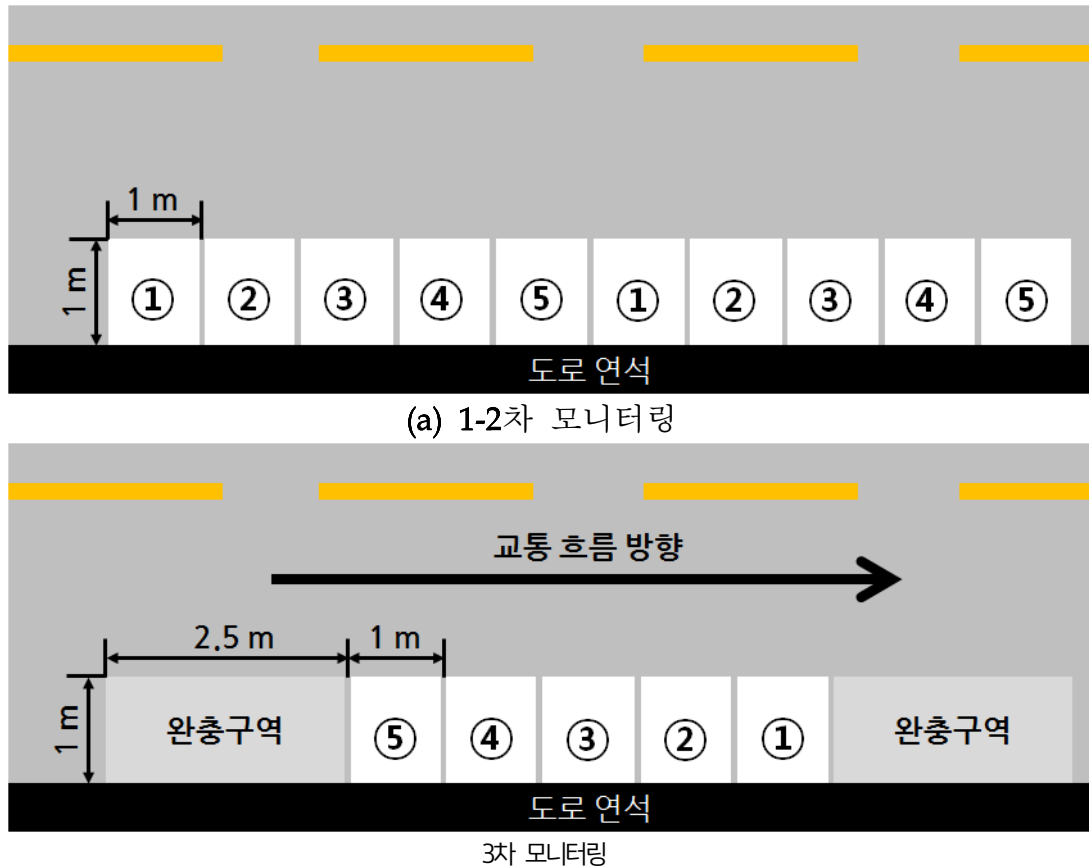 1 m
1 m
① ② ③ ④ ⑤ ① ② ③ ④ ⑤
도로 연석
(a) 1-2차 모니터링
교통 흐름 방향
2.5 m 1 m
1 m
완충구역 ⑤ ④ ③ ② ① 완충구역
도로 연석
3차 모니터링